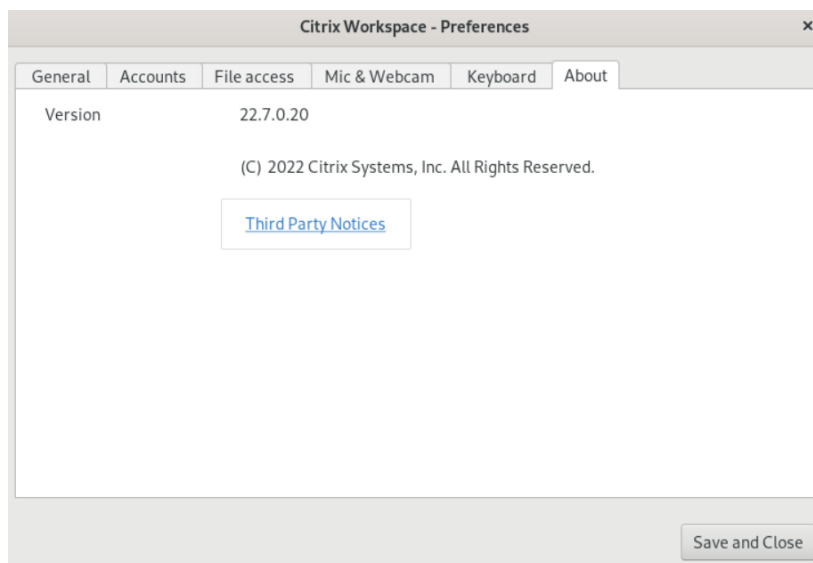 Citrix Workspace - Preferences ×
General Accounts File access Mic & Webcam Keyboard About
Version 22.7.0.20
(C) 2022 Citrix Systems, Inc. All Rights Reserved.
Third Party Notices
Save and Close